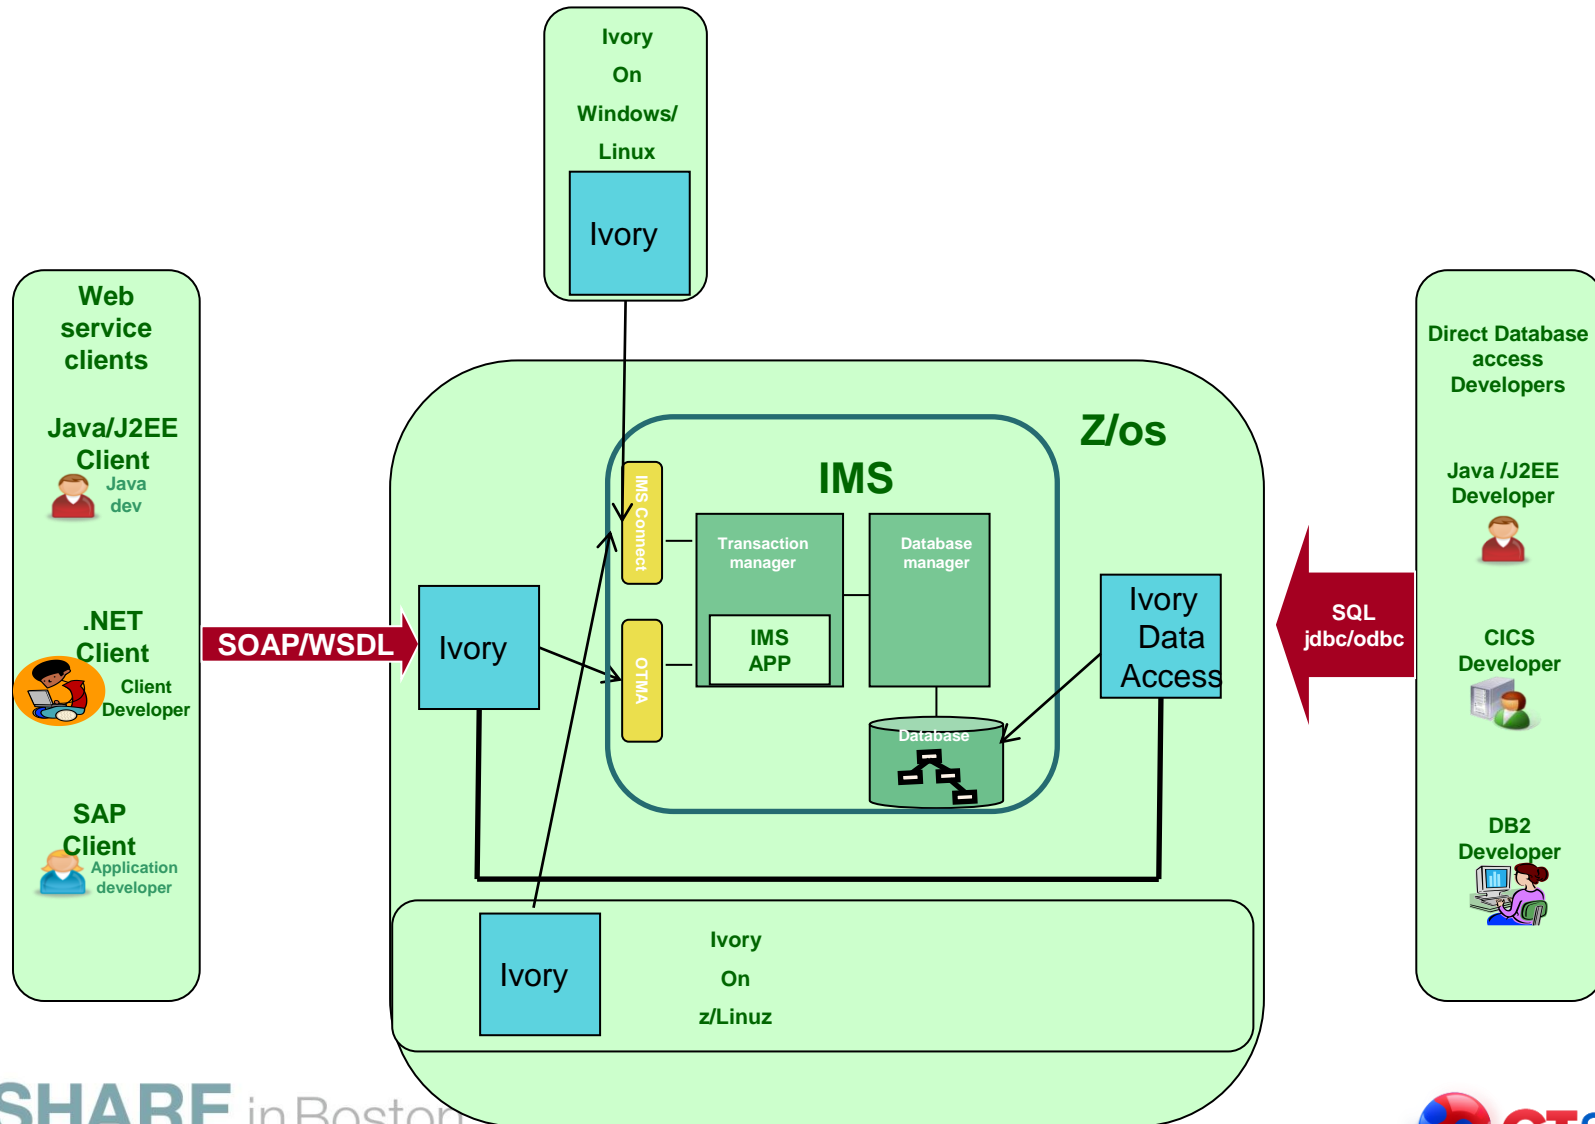 Ivory
On
Windows/
Linux
Ivory
Web
service
clients
Java/J2EE
Client
Java
dev
.NET
Client
Client
Developer
SAP
Client
Application
developer
SOAP/WSDL
Z/os
IMS
IMS Connect
OTMA
Transaction
manager
IMS
APP
Database
manager
Database
Ivory
Ivory
Data
Access
Ivory
Ivory
On
z/Linuz
SQL
jdbc/odbc
Direct Database
access
Developers
Java /J2EE
Developer
CICS
Developer
DB2
Developer
SHARE in Boston